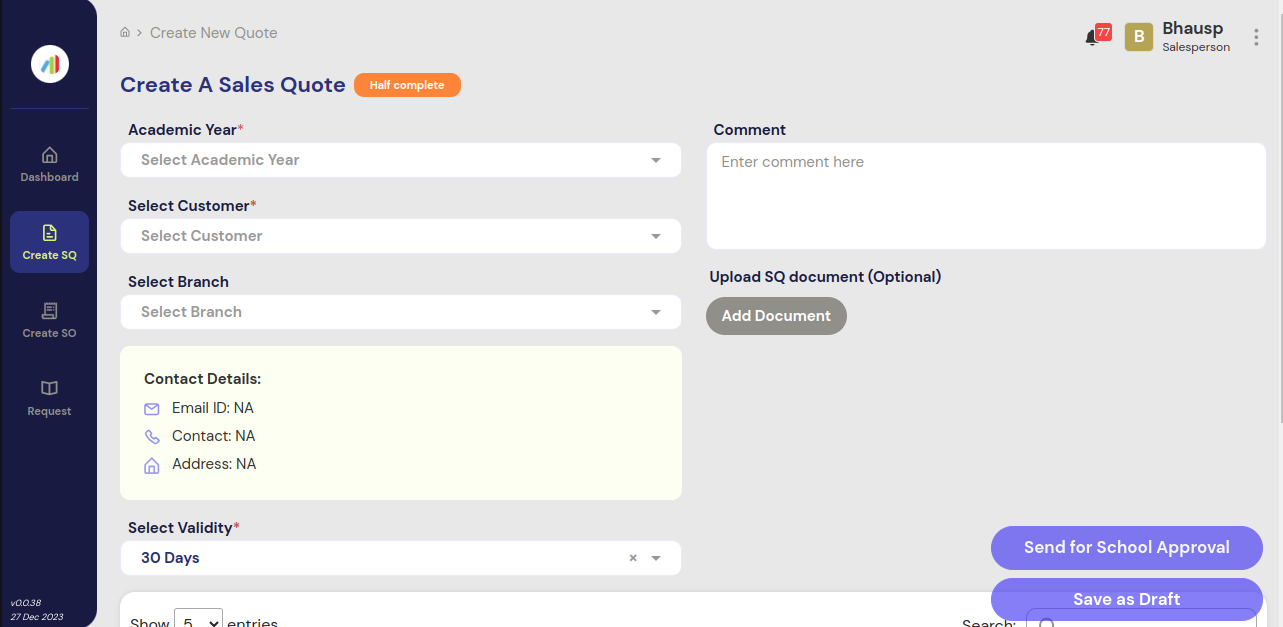 Create New Quote
77
B
Bhausp
Salesperson
Create A Sales Quote
Half complete
Dashboard
Create SQ
Create SO
Request
v0.0.38
27 Dec 2023
Academic Year*
Select Academic Year
Select Customer*
Select Customer
Select Branch
Select Branch
Contact Details:
Email ID: NA
Contact: NA
Address: NA
Select Validity*
30 Days
×
Comment
Enter comment here
Upload SQ document (Optional)
Add Document
Send for School Approval
Save as Draft
Show 5 entries
Search: